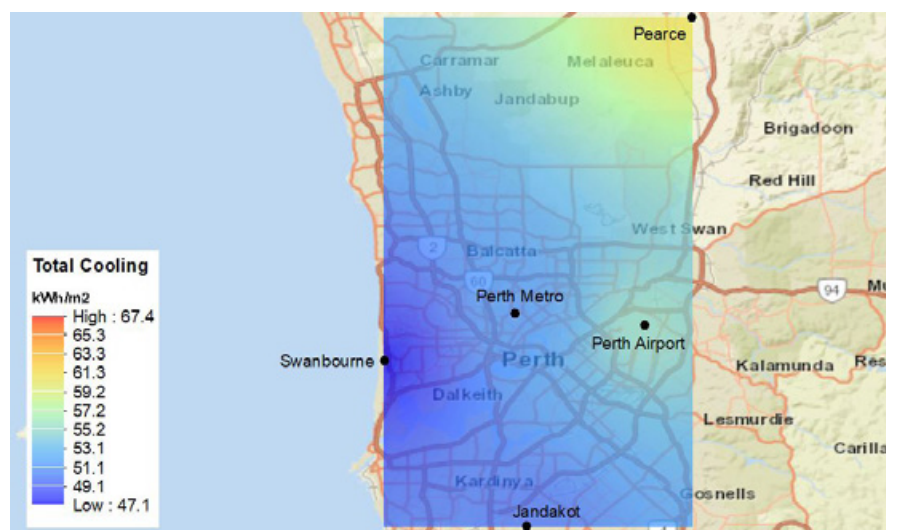 Pearce
Carramar
Melaleuca
Ashby
Jandabup
Brigadoon
Red Hill
West Swan
2
Balcatta
Total Cooling
kWh/m2
High : 67.4
65.3
63.3
61.3
59.2
57.2
55.2
53.1
51.1
49.1
Low : 47.1
60
94
Perth Metro
Perth Airport
Swanbourne
Perth
Kalamunda
Dalkeith
Lesmurdie
Carilla
Kardinya
Gosnells
Jandakot